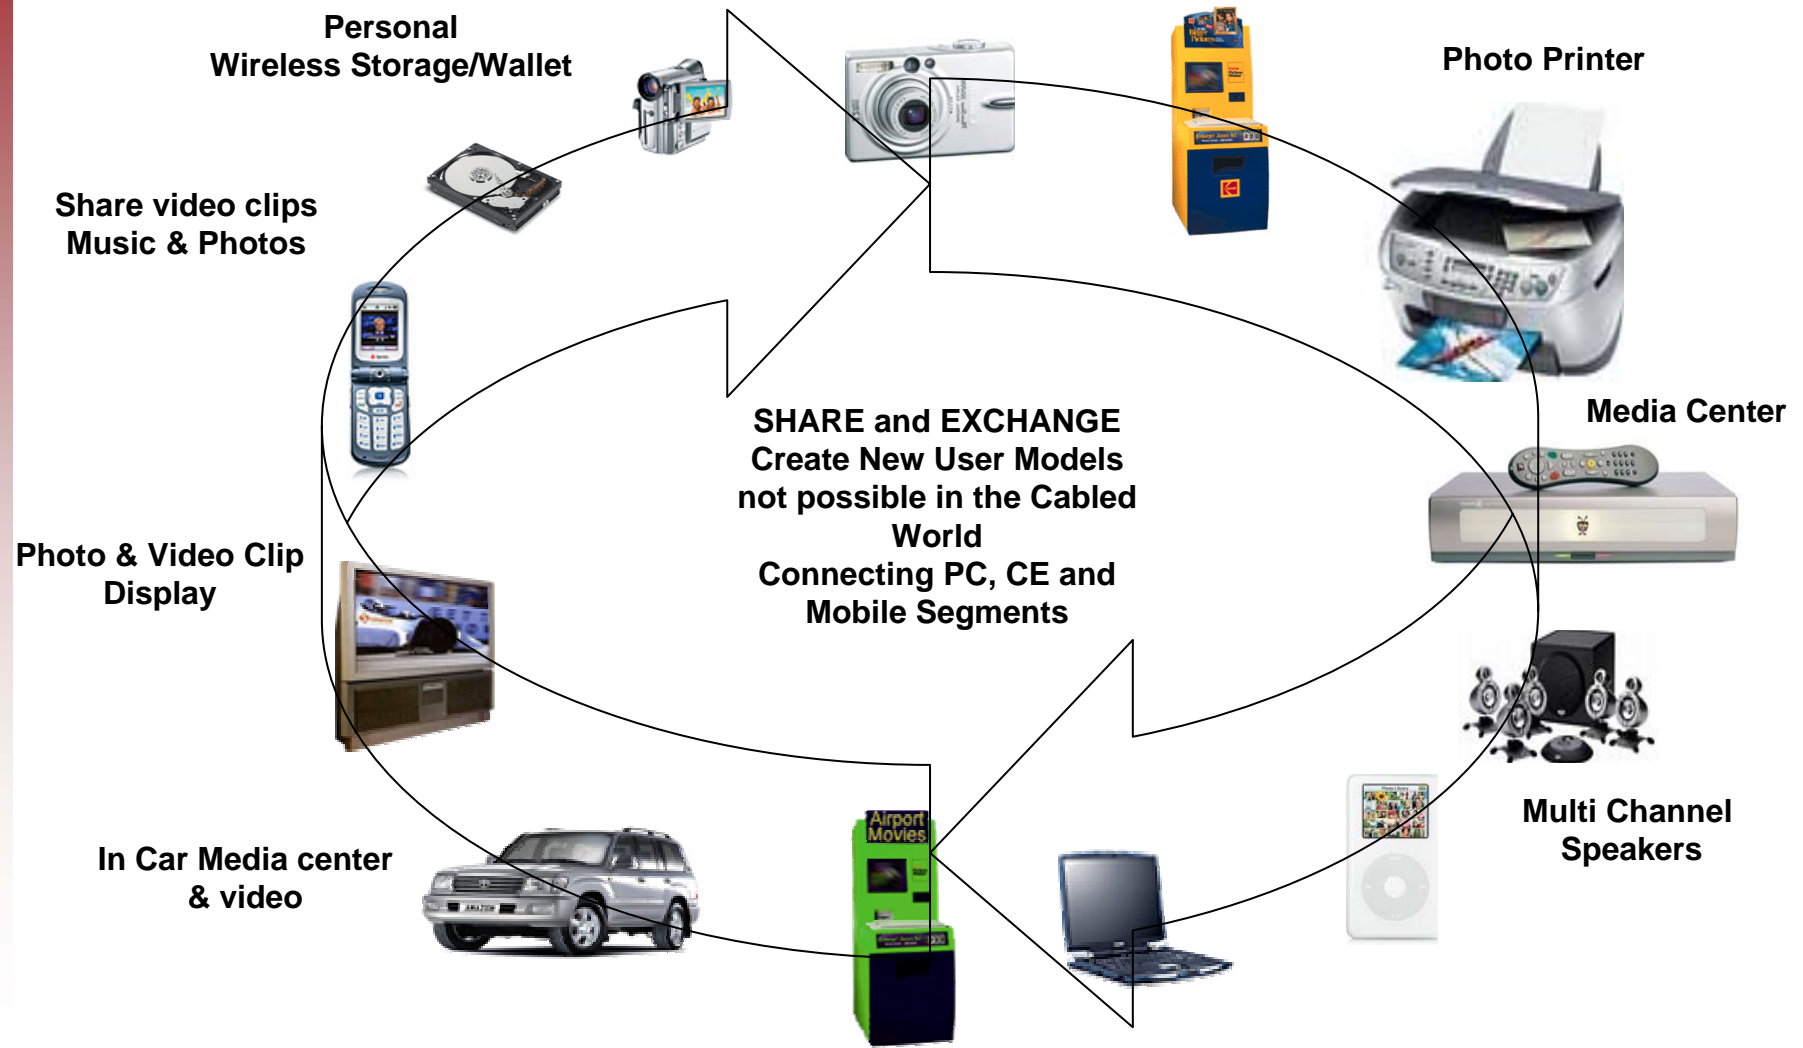 Personal
Wireless Storage/Wallet
Photo Printer
Share video clips
Music & Photos
Media Center
SHARE and EXCHANGE
Create New User Models
not possible in the Cabled
World
Connecting PC, CE and
Mobile Segments
Photo & Video Clip
Display
Airport
Movies
Multi Channel
Speakers
In Car Media center
& video